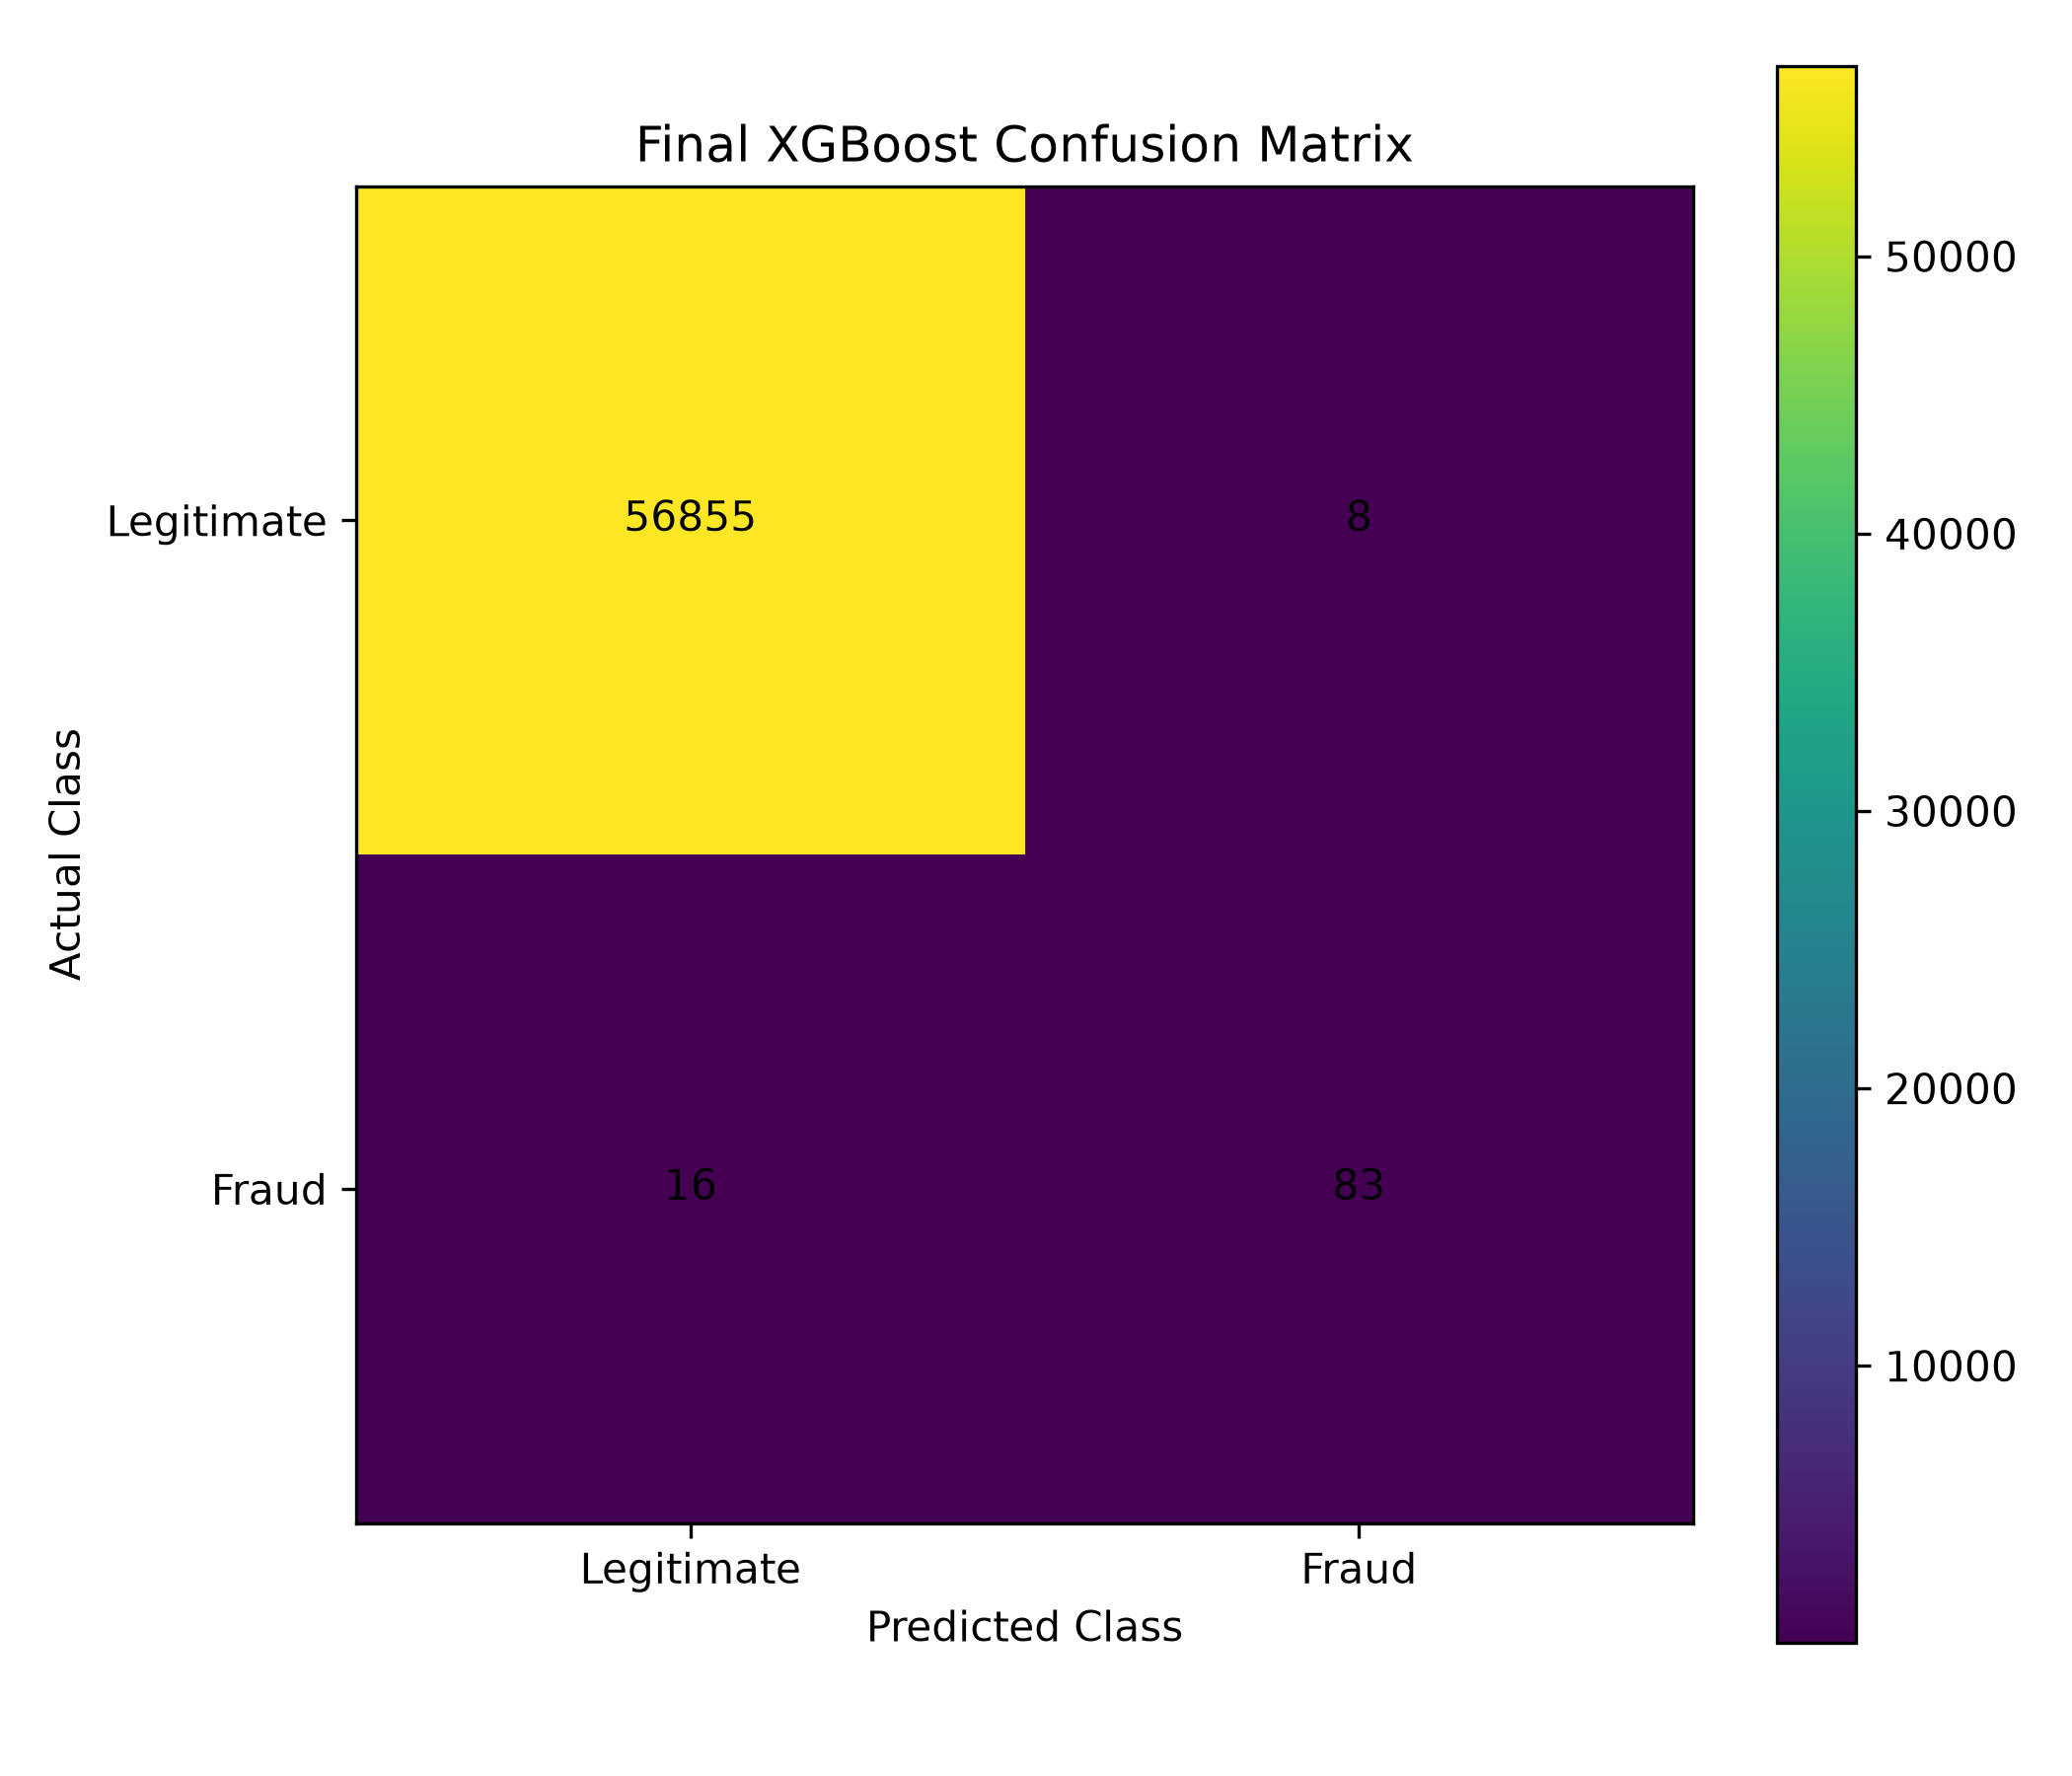 Final XGBoost Confusion Matrix
50000
Legitimate
56855
8
40000
Actual Class
30000
20000
Fraud
16
83
10000
Legitimate
Fraud
Predicted Class